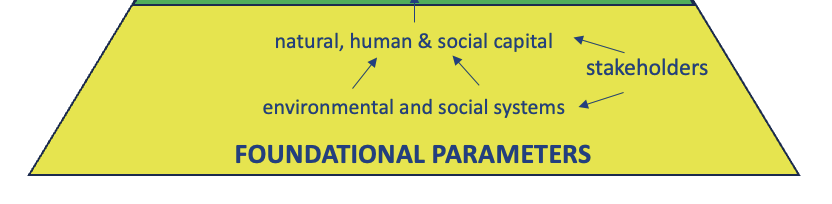 natural, human & social capital
stakeholders
environmental and social systems
FOUNDATIONAL PARAMETERS